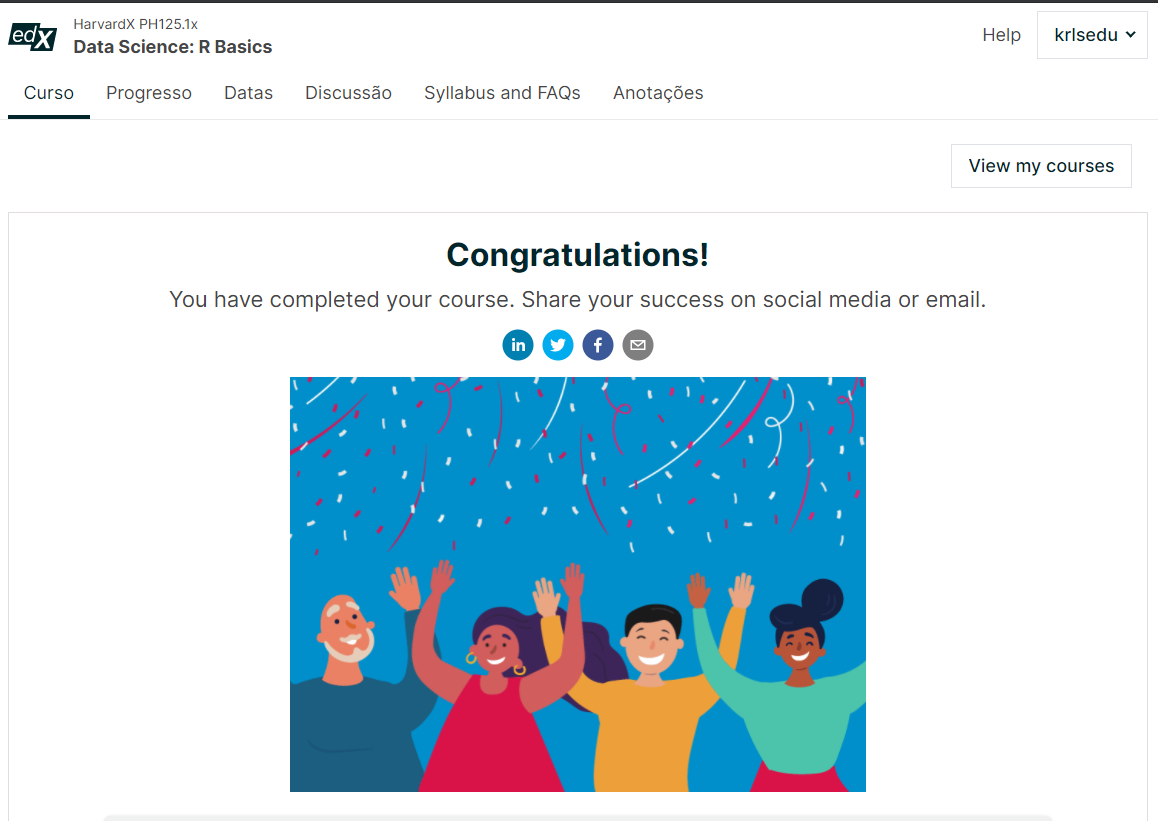 edX
HarvardX PH125.1x
Data Science: R Basics
Help
krlsedu
Curso
Progresso
Datas
Discussão
Syllabus and FAQs
Anotações
View my courses
Congratulations!
You have completed your course. Share your success on social media or email.
in
f